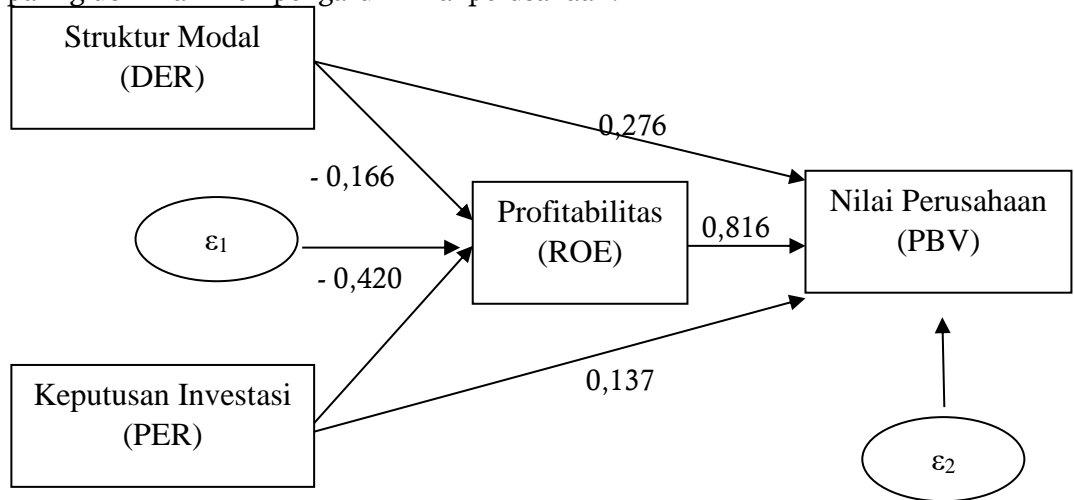 Struktur Modal
(DER)
0,276
- 0,166
Nilai Perusahaan
(PBV)
Profitabilitas
(ROE)
0,816
ε1
- 0,420
0,137
Keputusan Investasi
(PER)
ε2